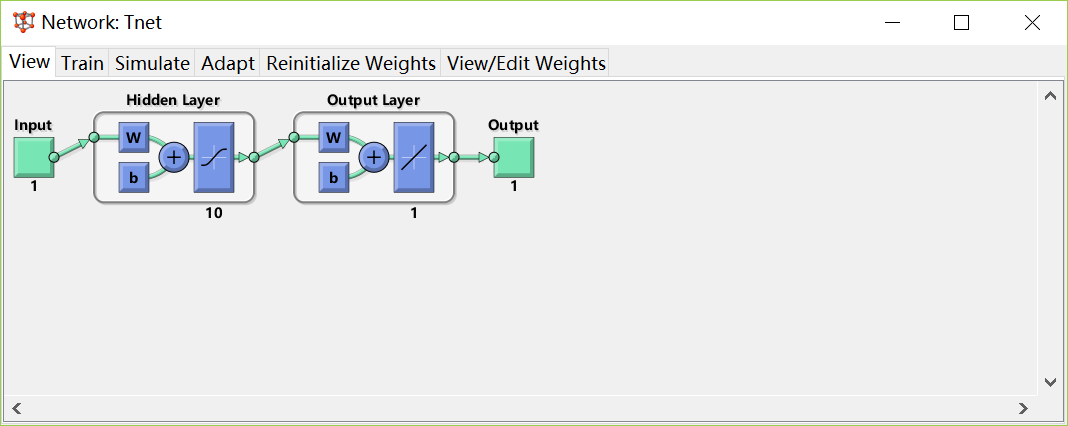 Network: Tnet
View Train Simulate Adapt Reinitialize Weights View/Edit Weights
Hidden Layer Output Layer
Input Output
W W
+ +
b b
1 1
10 1